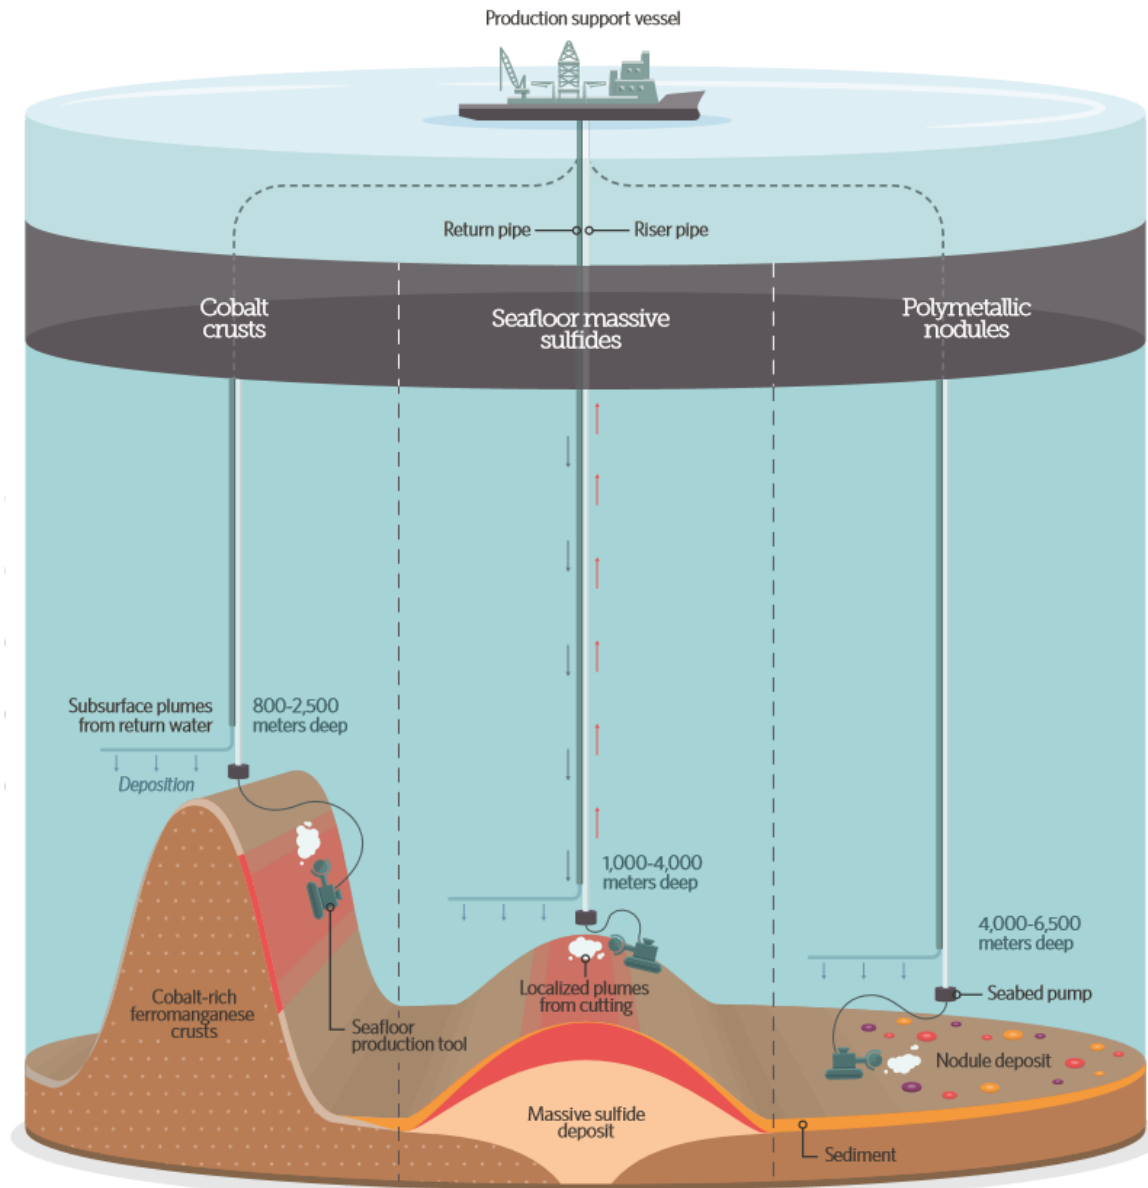 Production support vessel
Return pipe
Riser pipe
Cobalt
crusts
Seafloor massive
sulfides
Polymetallic
nodules
Subsurface plumes
from return water
800-2,500
meters deep
Deposition
1,000-4,000
meters deep
4,000-6,500
meters deep
Localized plumes
from cutting
Seabed pump
Cobalt-rich
ferromanganese
crusts
Seafloor
production tool
Nodule deposit
Massive sulfide
deposit
Sediment